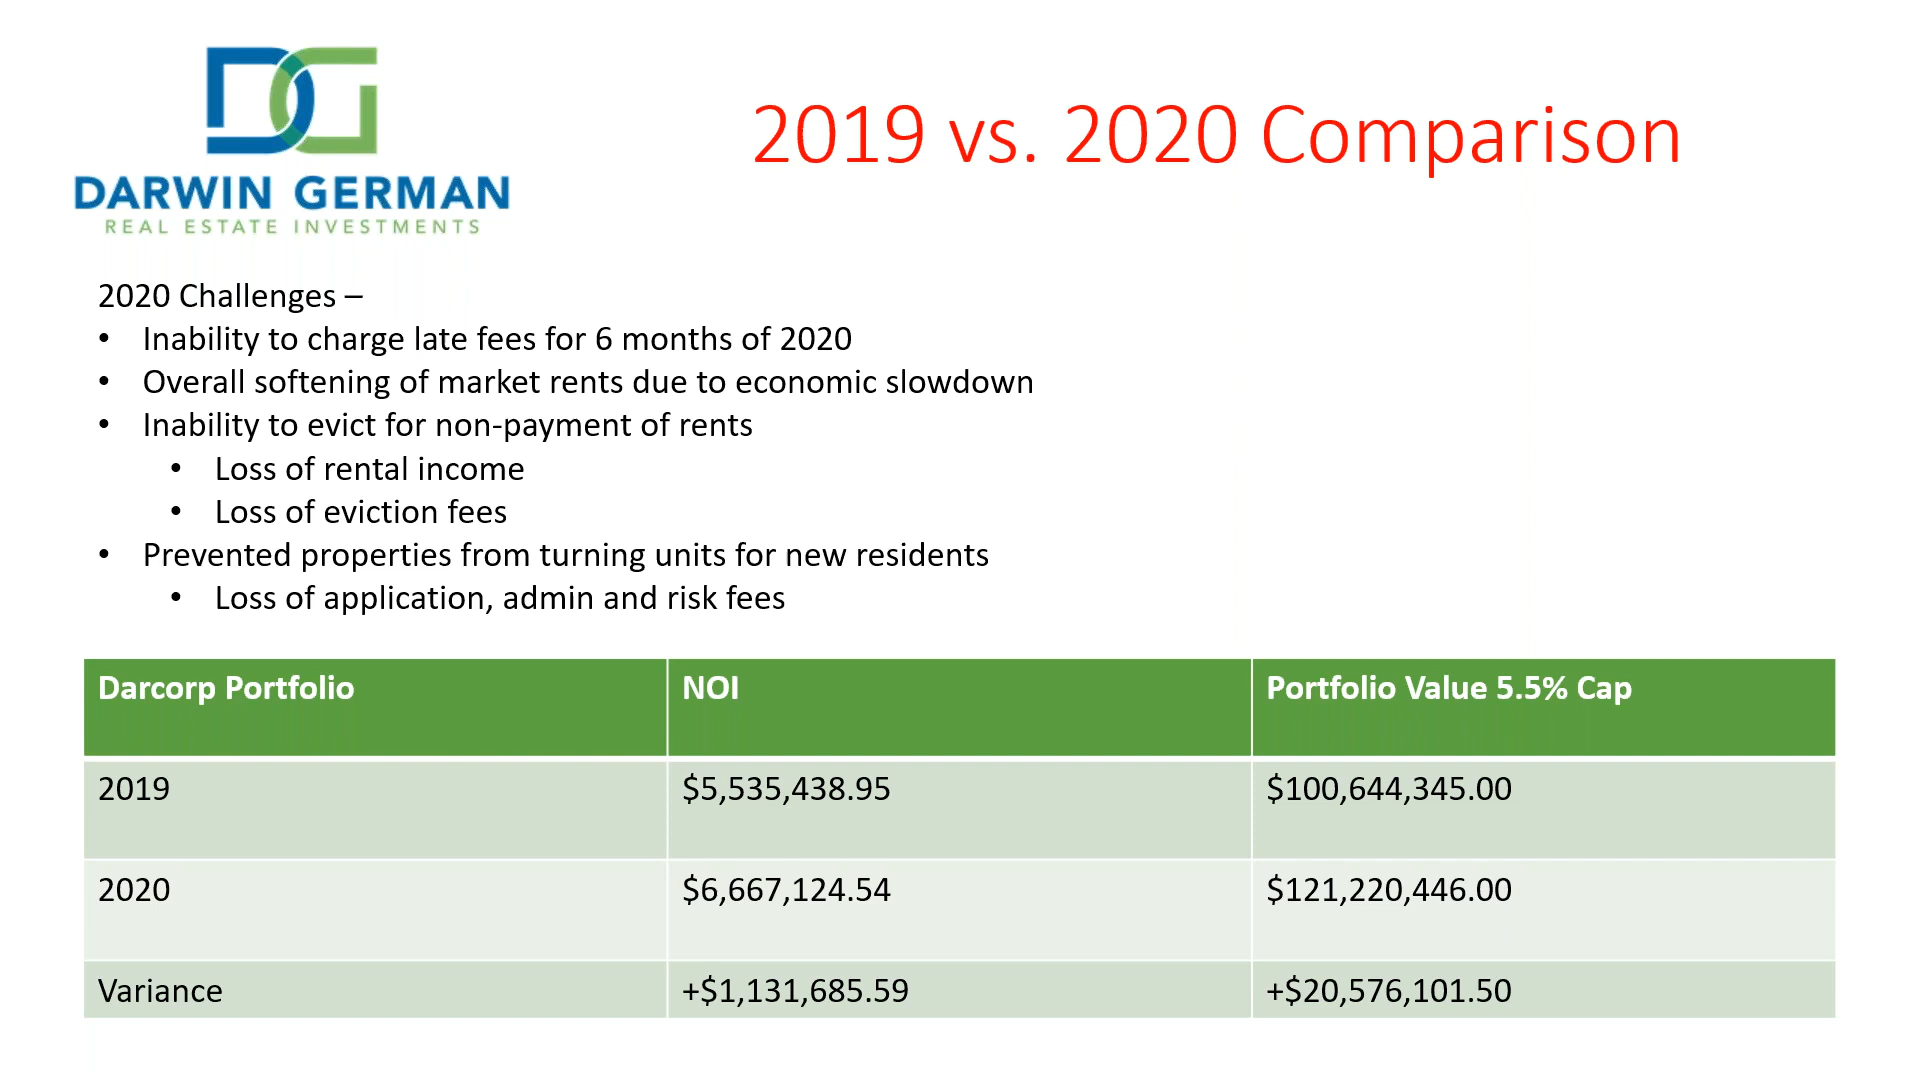 DG
DARWIN GERMAN
REAL ESTATE INVESTMENTS
2019 vs. 2020 Comparison
2020 Challenges –
• Inability to charge late fees for 6 months of 2020
• Overall softening of market rents due to economic slowdown
• Inability to evict for non-payment of rents
• Loss of rental income
• Loss of eviction fees
• Prevented properties from turning units for new residents
• Loss of application, admin and risk fees
Darcorp Portfolio NOI Portfolio Value 5.5% Cap
2019 $5,535,438.95 $100,644,345.00
2020 $6,667,124.54 $121,220,446.00
Variance +$1,131,685.59 +$20,576,101.50